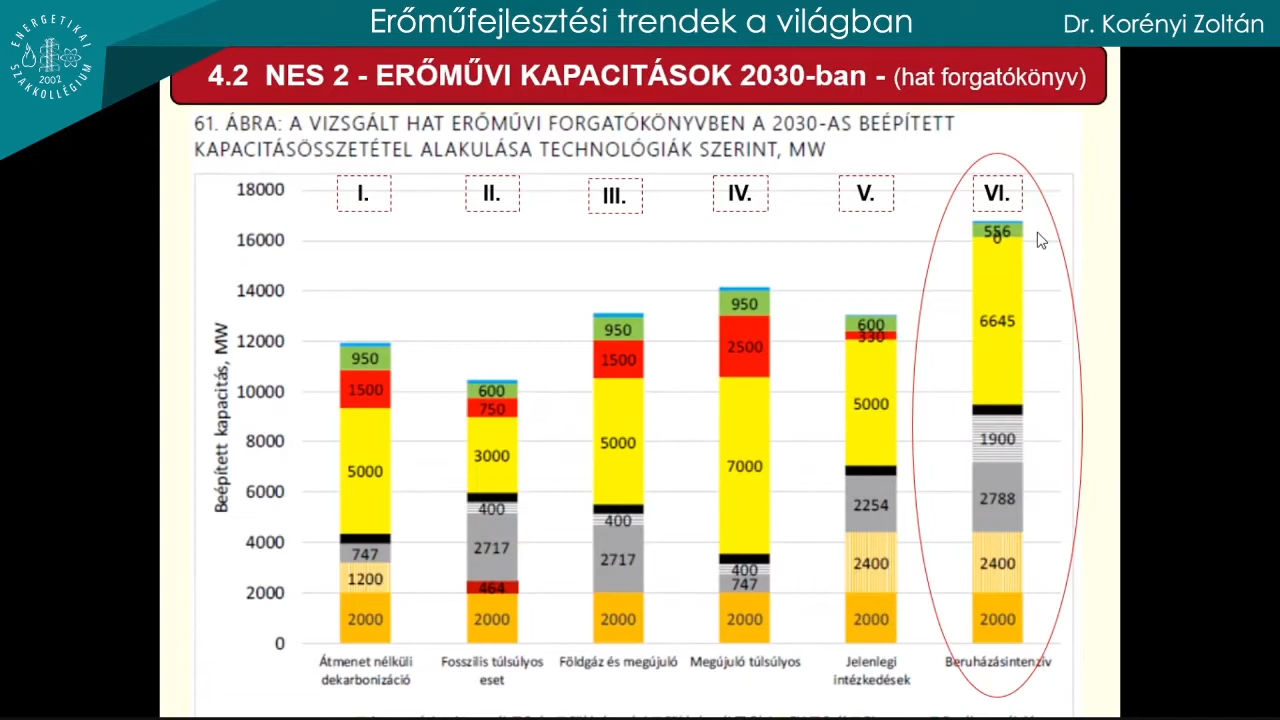 Erőműfejlesztési trendek a világban
Dr. Korényi Zoltán
ENERGETIKAI
SZAKKOLLÉGIUM
2002
4.2 NES 2 - ERŐMŰVI KAPACITÁSOK 2030-ban - (hat forgatókönyv)
61. ÁBRA: A VIZSGÁLT HAT ERŐMŰVI FORGATÓKÖNYVBEN A 2030-AS BEÉPÍTETT
KAPACITÁSÖSSZETÉTEL ALAKULÁSA TECHNOLÓGIÁK SZERINT, MW
Beépített kapacitás, MW
18000
16000
14000
12000
10000
8000
6000
4000
2000
0
I.
950
1500
5000
747
1200
2000
Átmenet nélküli
dekarbonizáció
II.
600
750
3000
400
2717
464
2000
Fosszilis túlsúlyos
eset
III.
950
1500
5000
400
2717
2000
Földgáz és megújuló
IV.
950
2500
7000
400
747
2000
Megújuló túlsúlyos
V.
600
330
5000
2254
2400
2000
Jelenlegi
intézkedések
VI.
556
0
6645
1900
2788
2400
2000
Beruházásintenzív